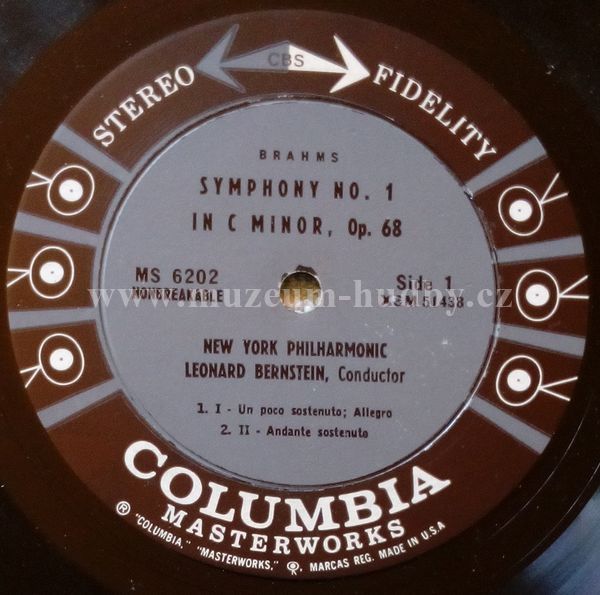 STEREO CBS FIDELITY
BRAHMS
SYMPHONY NO. 1
IN C MINOR, Op. 68
MS 6202 Side 1
NONBREAKABLE XSM 51438
www.muzeum-hudby.cz
NEW YORK PHILHARMONIC
LEONARD BERNSTEIN, Conductor
1. I - Un poco sostenuto; Allegro
2. II - Andante sostenuto
COLUMBIA
MASTERWORKS
® "COLUMBIA," "MASTERWORKS," MARCAS REG. MADE IN U.S.A